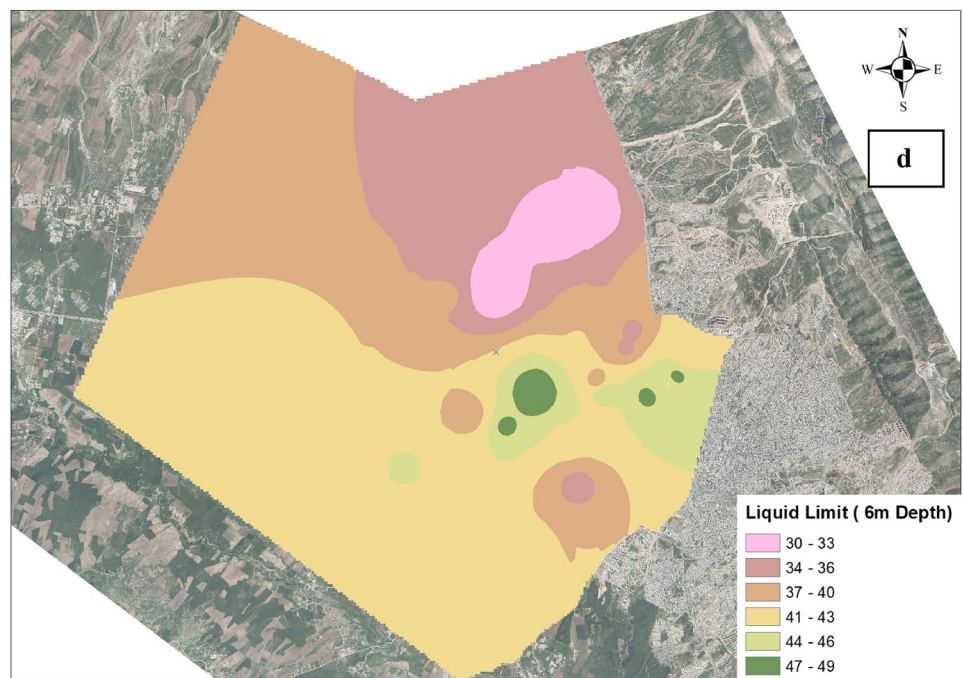 N
W E
S
d
Liquid Limit ( 6m Depth)
30 - 33
34 - 36
37 - 40
41 - 43
44 - 46
47 - 49